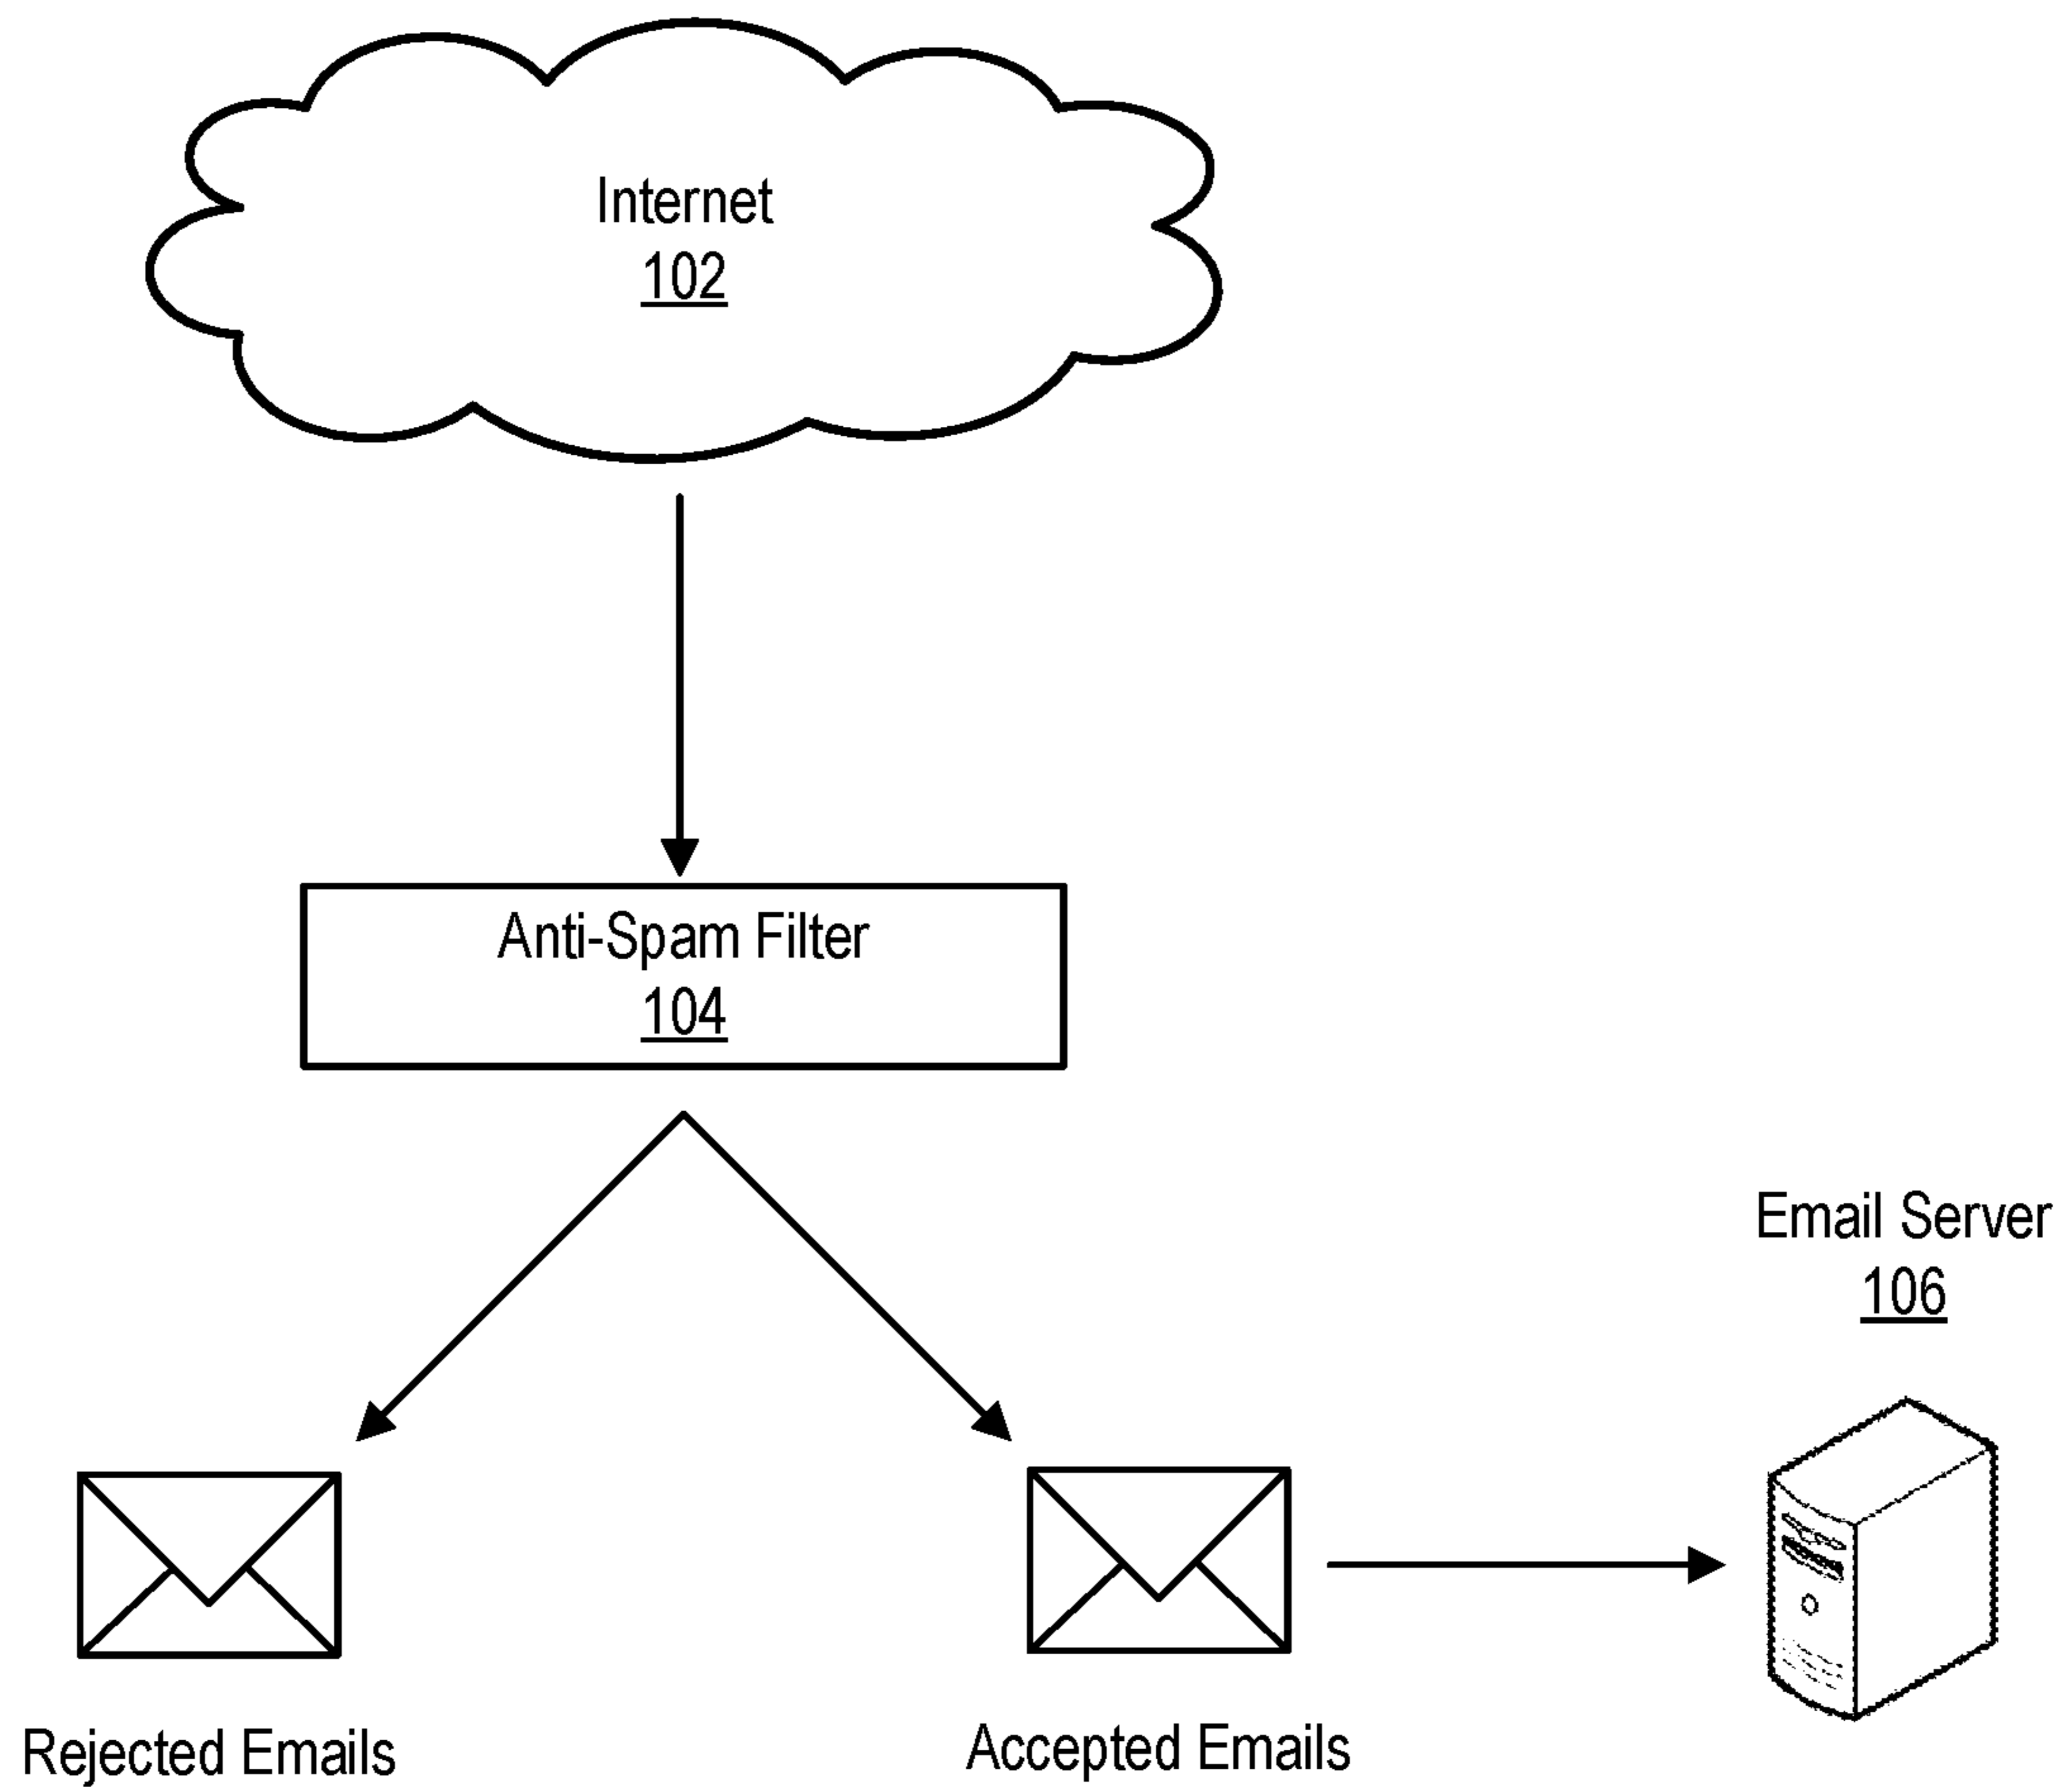 Internet
102
Anti-Spam Filter
104
Email Server
106
Rejected Emails
Accepted Emails